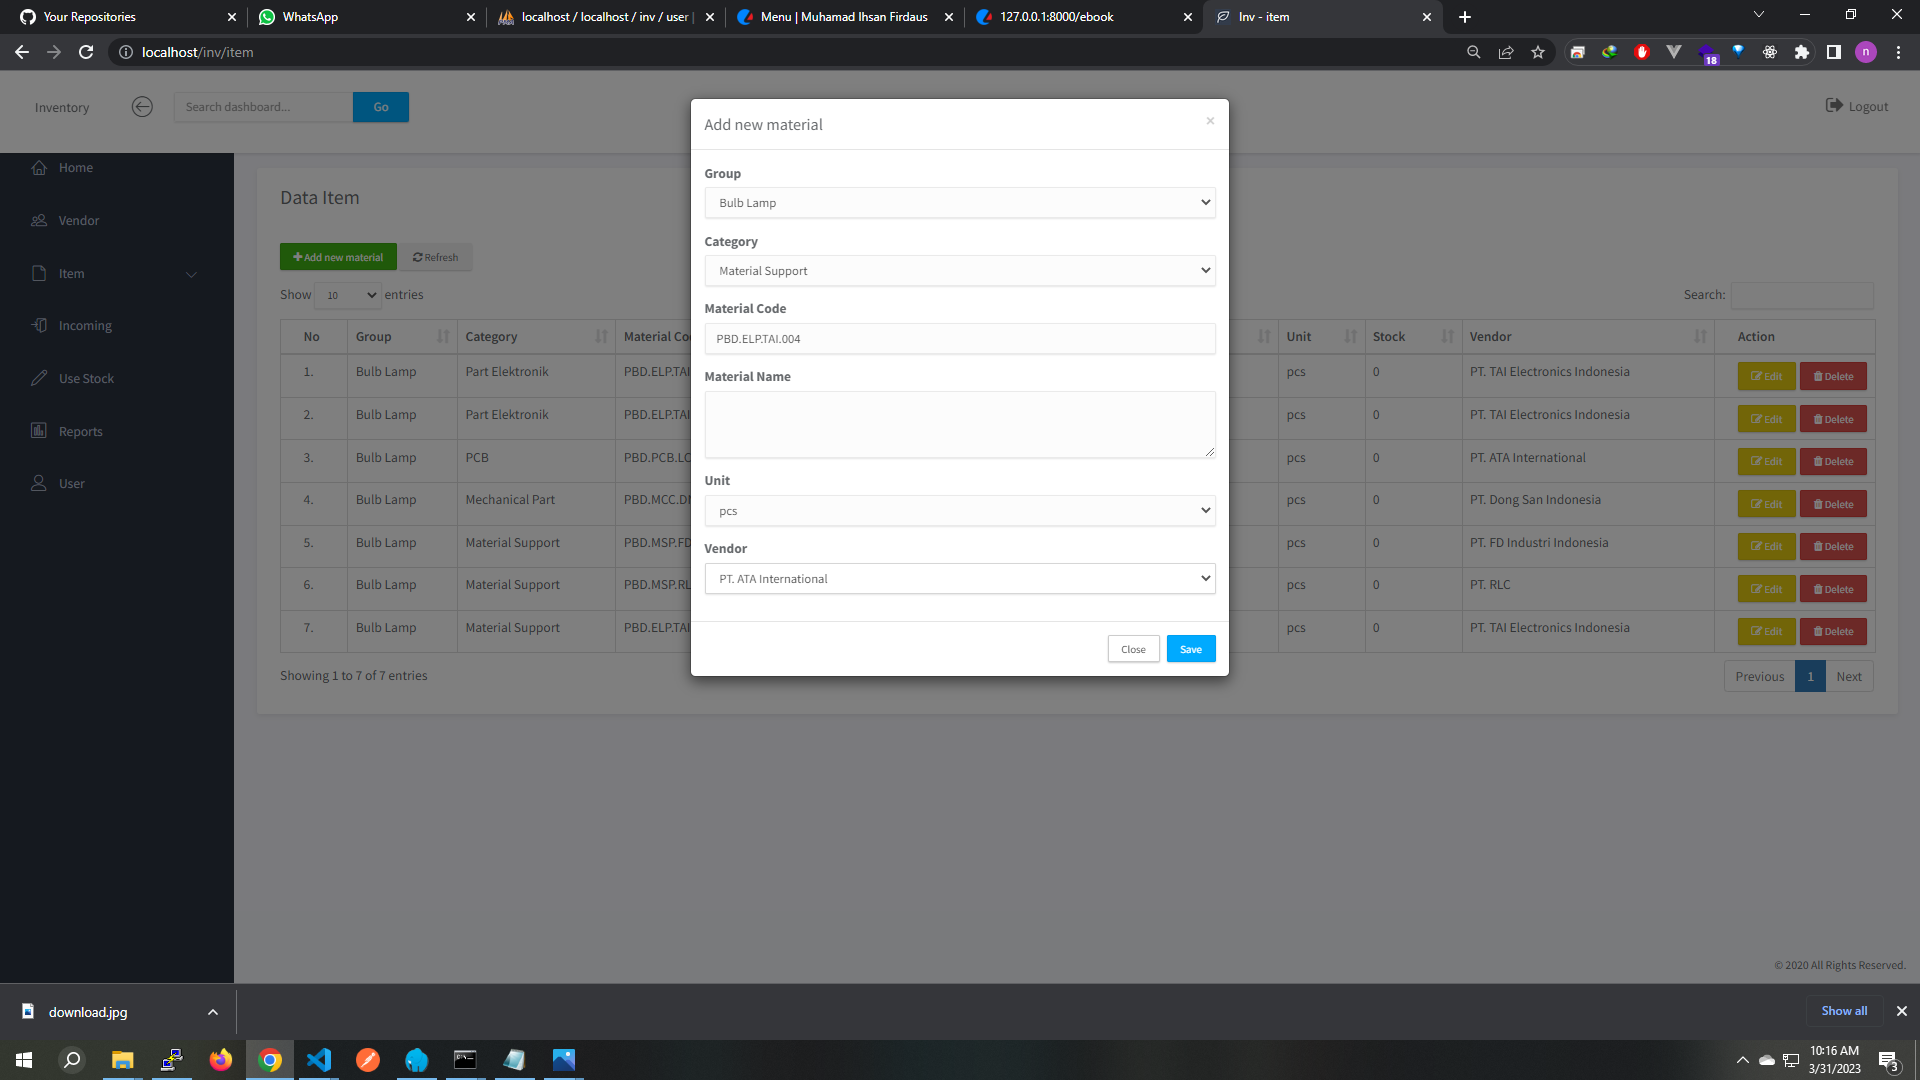 Your Repositories
WhatsApp
localhost / localhost / inv / user
Menu | Muhamad Ihsan Firdaus
127.0.0.1:8000/ebook
Inv - item
localhost/inv/item
18
n
Inventory
Search dashboard...
Go
Logout
Home
Vendor
Item
Incoming
Use Stock
Reports
User
Data Item
Add new material
Refresh
Show 10 entries
Search:
No Group Category Material Co Unit Stock Vendor Action
1. Bulb Lamp Part Elektronik PBD.ELP.TAI pcs 0 PT. TAI Electronics Indonesia Edit Delete
2. Bulb Lamp Part Elektronik PBD.ELP.TAI pcs 0 PT. TAI Electronics Indonesia Edit Delete
3. Bulb Lamp PCB PBD.PCB.LC pcs 0 PT. ATA International Edit Delete
4. Bulb Lamp Mechanical Part PBD.MCC.D pcs 0 PT. Dong San Indonesia Edit Delete
5. Bulb Lamp Material Support PBD.MSP.FD pcs 0 PT. FD Industri Indonesia Edit Delete
6. Bulb Lamp Material Support PBD.MSP.RL pcs 0 PT. RLC Edit Delete
7. Bulb Lamp Material Support PBD.ELP.TAI pcs 0 PT. TAI Electronics Indonesia Edit Delete
Showing 1 to 7 of 7 entries
Previous 1 Next
Add new material
×
Group
Bulb Lamp
Category
Material Support
Material Code
PBD.ELP.TAI.004
Material Name
Unit
pcs
Vendor
PT. ATA International
Close
Save
© 2020 All Rights Reserved.
download.jpg
Show all
10:16 AM
3/31/2023
3